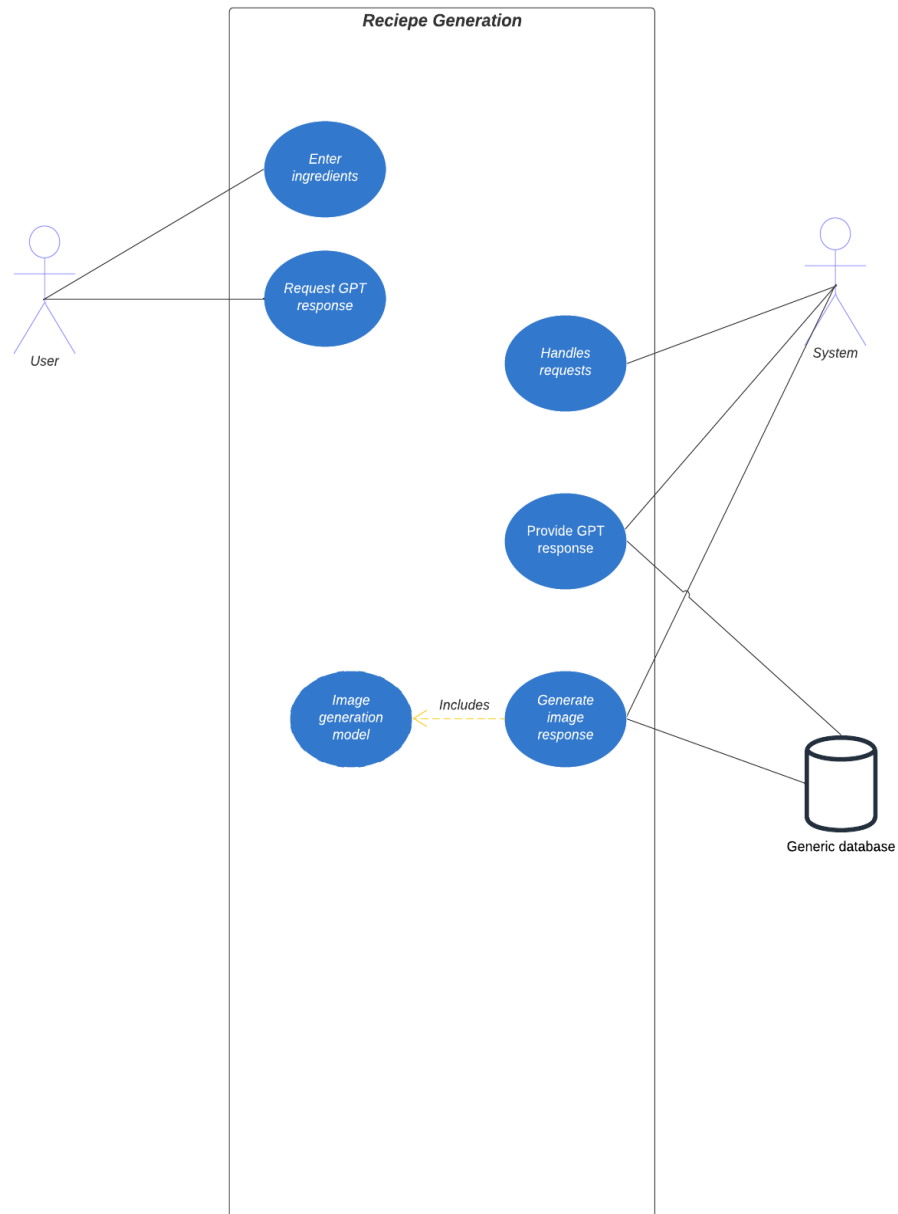 Reciepe Generation
Enter
ingredients
Request GPT
response
User
Handles
requests
System
Provide GPT
response
Image
generation
model
Includes
Generate
image
response
Generic database